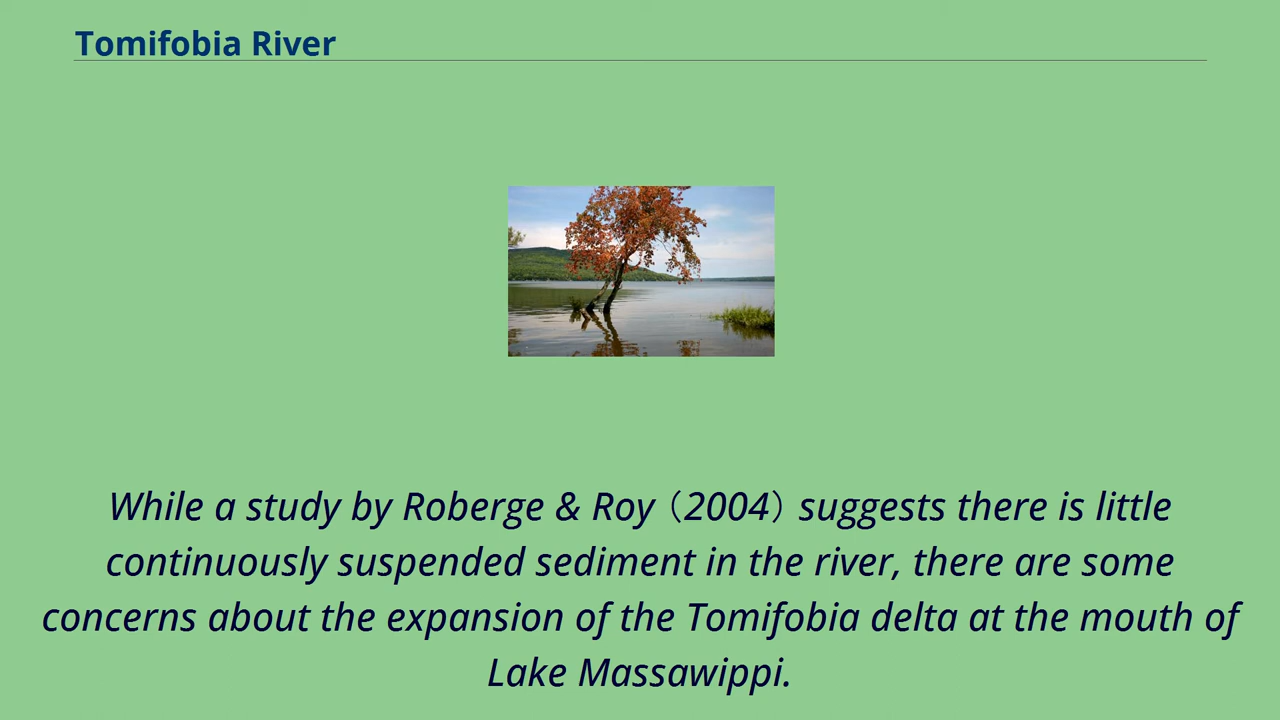 Tomifobia River
While a study by Roberge & Roy（2004）suggests there is little
continuously suspended sediment in the river, there are some
concerns about the expansion of the Tomifobia delta at the mouth of
Lake Massawippi.